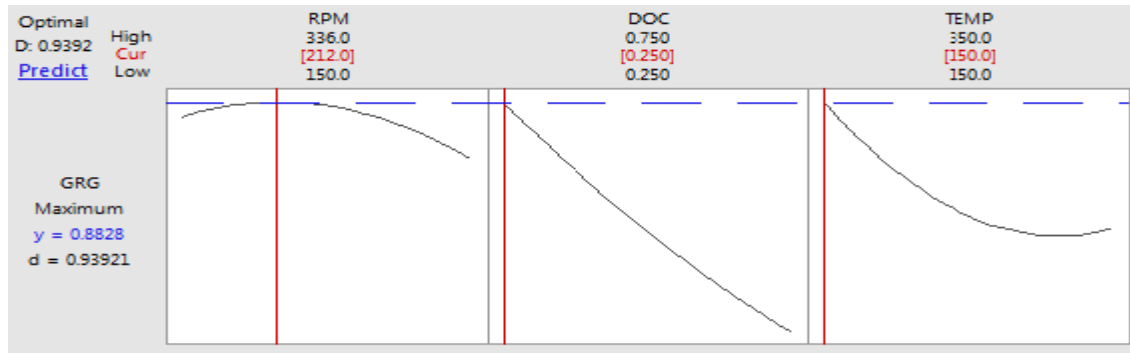 Optimal
D: 0.9392
Predict
High
Cur
Low
RPM
336.0
[212.0]
150.0
DOC
0.750
[0.250]
0.250
TEMP
350.0
[150.0]
150.0
GRG
Maximum
y = 0.8828
d = 0.93921